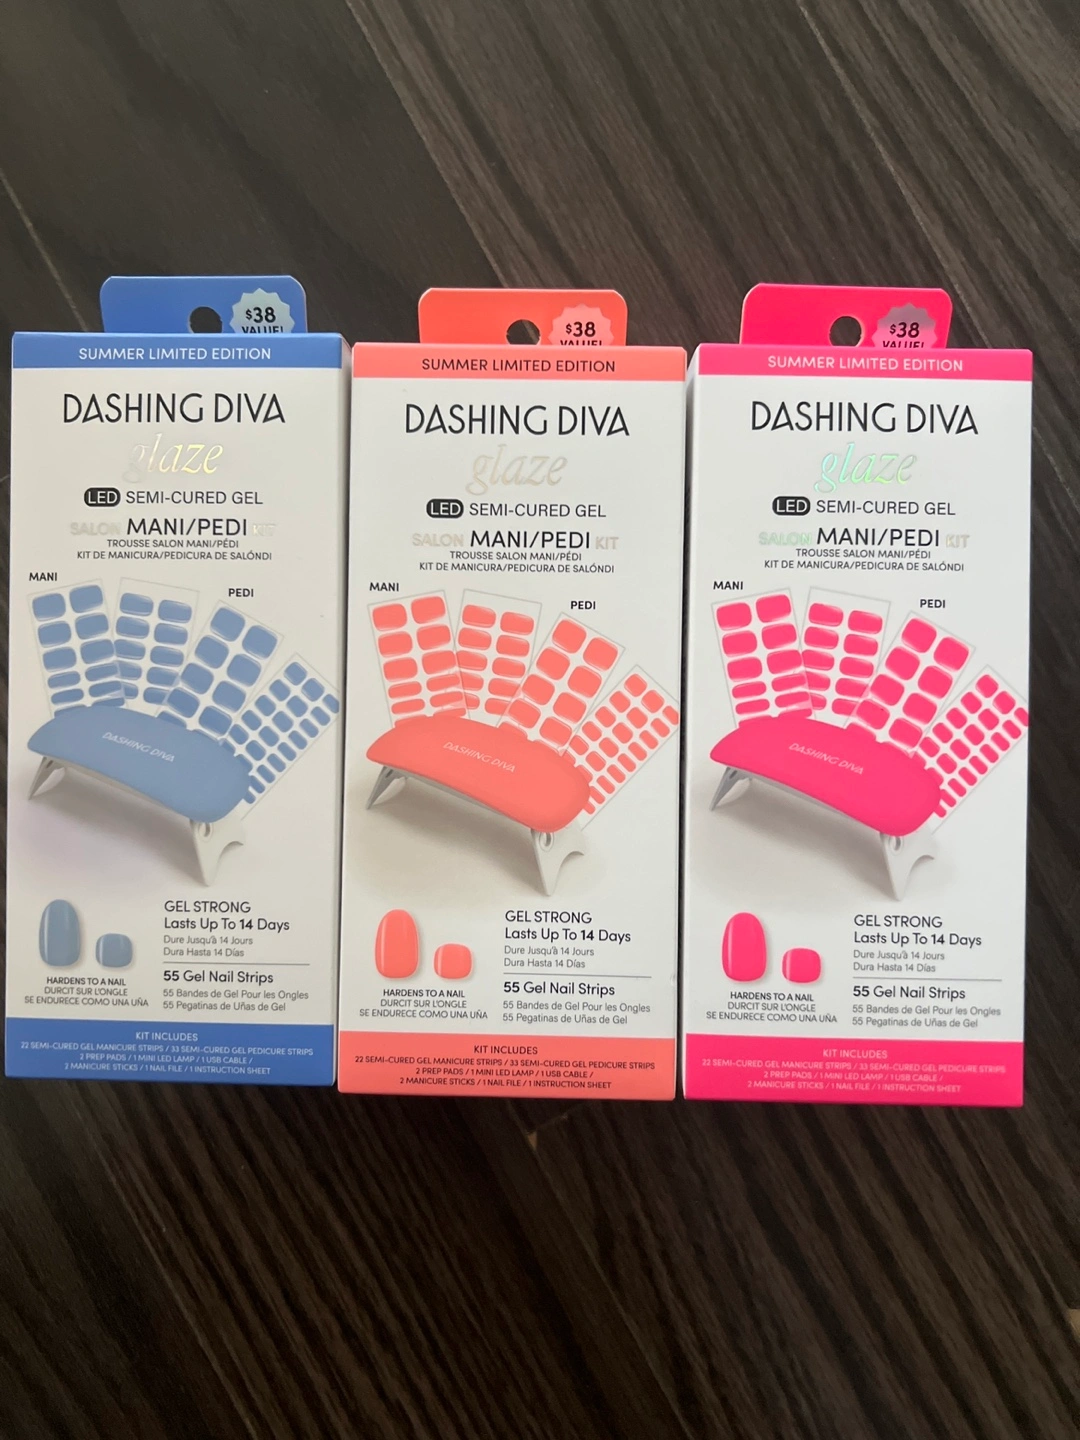 $38
VALUE!
SUMMER LIMITED EDITION
DASHING DIVA
glaze
LED SEMI-CURED GEL
SALON MANI/PEDI KIT
TROUSSE SALON MANI/PÉDI
KIT DE MANICURA/PEDICURA DE SALÓNDI
MANI
PEDI
DASHING DIVA
GEL STRONG
Lasts Up To 14 Days
Dure Jusqu'à 14 Jours
Dura Hasta 14 Días
HARDENS TO A NAIL
DURCIT SUR L'ONGLE
SE ENDURECE COMO UNA UÑA
55 Gel Nail Strips
55 Bandes de Gel Pour les Ongles
55 Pegatinas de Uñas de Gel
KIT INCLUDES
22 SEMI-CURED GEL MANICURE STRIPS / 33 SEMI-CURED GEL PEDICURE STRIPS
2 PREP PADS / 1 MINI LED LAMP / 1 USB CABLE /
2 MANICURE STICKS / 1 NAIL FILE / 1 INSTRUCTION SHEET
$38
VALUE!
SUMMER LIMITED EDITION
DASHING DIVA
glaze
LED SEMI-CURED GEL
SALON MANI/PEDI KIT
TROUSSE SALON MANI/PÉDI
KIT DE MANICURA/PEDICURA DE SALÓNDI
MANI
PEDI
DASHING DIVA
GEL STRONG
Lasts Up To 14 Days
Dure Jusqu'à 14 Jours
Dura Hasta 14 Días
HARDENS TO A NAIL
DURCIT SUR L'ONGLE
SE ENDURECE COMO UNA UÑA
55 Gel Nail Strips
55 Bandes de Gel Pour les Ongles
55 Pegatinas de Uñas de Gel
KIT INCLUDES
22 SEMI-CURED GEL MANICURE STRIPS / 33 SEMI-CURED GEL PEDICURE STRIPS
2 PREP PADS / 1 MINI LED LAMP / 1 USB CABLE /
2 MANICURE STICKS / 1 NAIL FILE / 1 INSTRUCTION SHEET
$38
VALUE!
SUMMER LIMITED EDITION
DASHING DIVA
glaze
LED SEMI-CURED GEL
SALON MANI/PEDI KIT
TROUSSE SALON MANI/PÉDI
KIT DE MANICURA/PEDICURA DE SALÓNDI
MANI
PEDI
DASHING DIVA
GEL STRONG
Lasts Up To 14 Days
Dure Jusqu'à 14 Jours
Dura Hasta 14 Días
HARDENS TO A NAIL
DURCIT SUR L'ONGLE
SE ENDURECE COMO UNA UÑA
55 Gel Nail Strips
55 Bandes de Gel Pour les Ongles
55 Pegatinas de Uñas de Gel
KIT INCLUDES
22 SEMI-CURED GEL MANICURE STRIPS / 33 SEMI-CURED GEL PEDICURE STRIPS
2 PREP PADS / 1 MINI LED LAMP / 1 USB CABLE /
2 MANICURE STICKS / 1 NAIL FILE / 1 INSTRUCTION SHEET